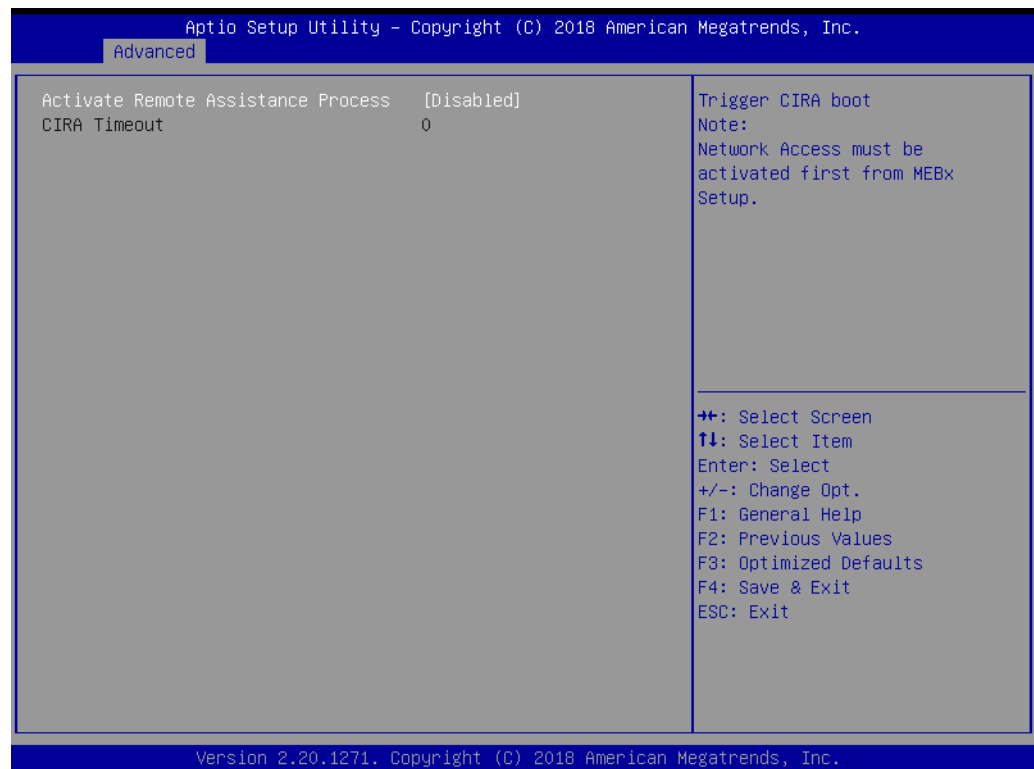 Aptio Setup Utility – Copyright (C) 2018 American Megatrends, Inc.
Advanced
Activate Remote Assistance Process [Disabled]
CIRA Timeout 0
Trigger CIRA boot
Note:
Network Access must be
activated first from MEBx
Setup.
→←: Select Screen
↑↓: Select Item
Enter: Select
+/-: Change Opt.
F1: General Help
F2: Previous Values
F3: Optimized Defaults
F4: Save & Exit
ESC: Exit
Version 2.20.1271. Copyright (C) 2018 American Megatrends, Inc.